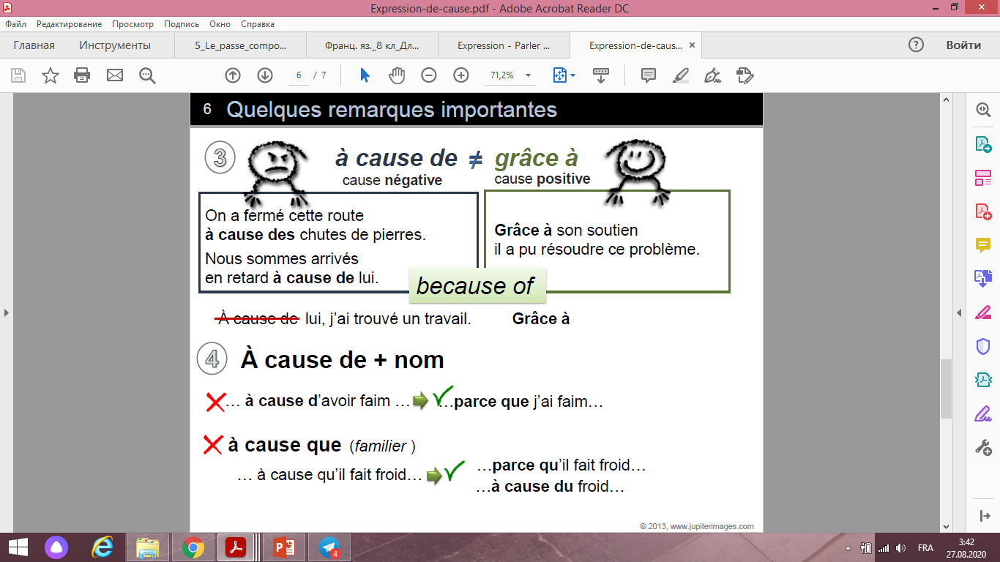 Expression-de-cause.pdf - Adobe Acrobat Reader DC
Файл Редактирование Просмотр Подпись Окно Справка
Главная Инструменты 5_Le_passe_compo... Франц. яз._8 кл_Дл... Expression - Parler ... Expression-de-caus... × ? Войти
6 / 7 71,2%
6 Quelques remarques importantes
3 à cause de ≠ grâce à
cause négative cause positive
On a fermé cette route
à cause des chutes de pierres.
Nous sommes arrivés
en retard à cause de lui.
Grâce à son soutien
il a pu résoudre ce problème.
because of
À cause de lui, j'ai trouvé un travail. Grâce à
4 À cause de + nom
… à cause d'avoir faim … …parce que j'ai faim…
à cause que (familier )
… à cause qu'il fait froid… …parce qu'il fait froid…
…à cause du froid…
© 2013, www.jupiterimages.com
4 FRA 3:42
27.08.2020